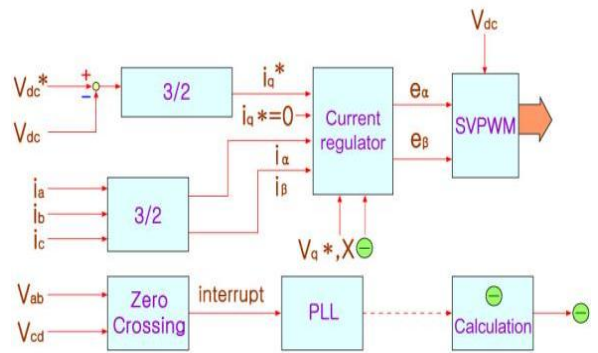 Vdc
Vdc*
+
−
3/2
iq*
iq*=0
Current
regulator
eα
SVPWM
Vdc
iα
eβ
ia
ib
ic
3/2
iβ
Vq*,X
Vab
Vcd
Zero
Crossing
interrupt
PLL
Calculation